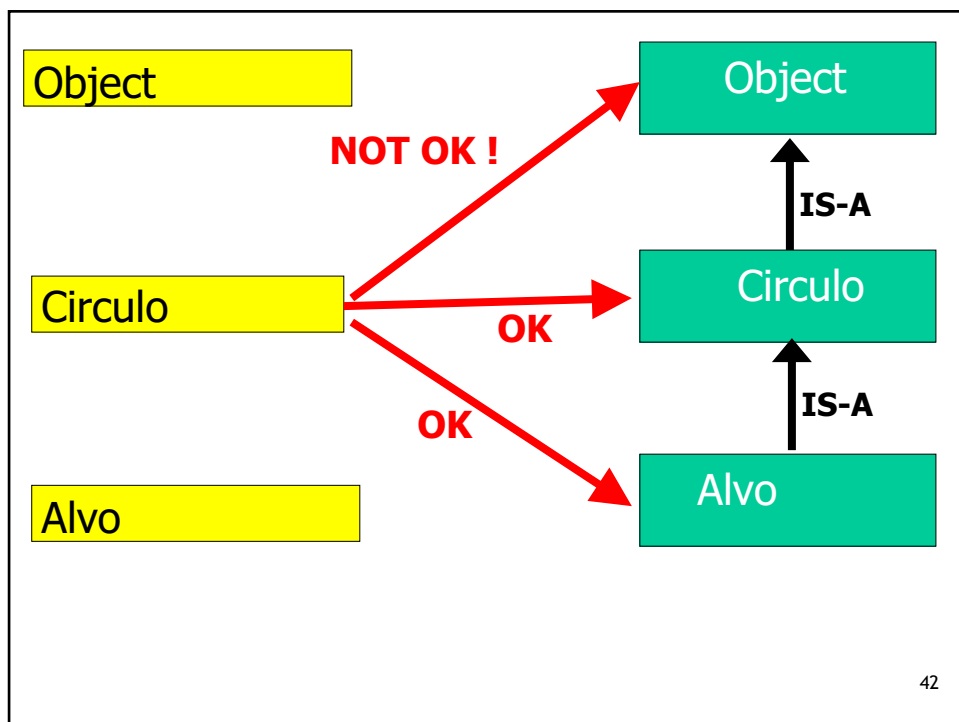 Object
Object
NOT OK !
IS-A
Circulo
Circulo
OK
IS-A
OK
Alvo
Alvo
42